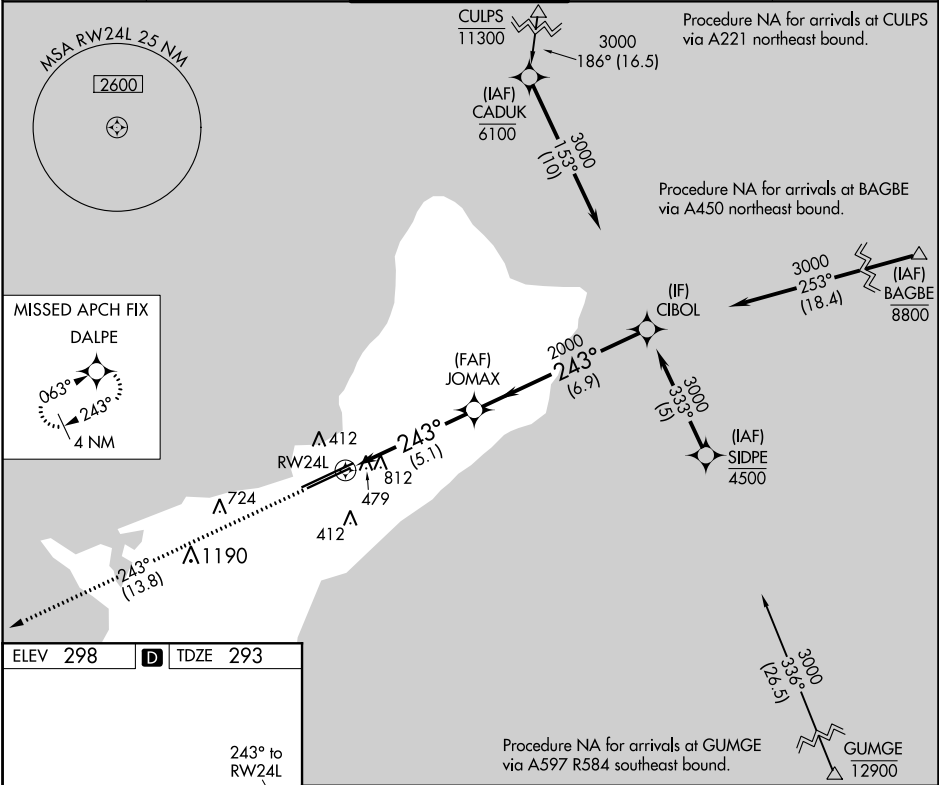 MSA RW24L 25 NM
2600
CULPS
11300
3000
186° (16.5)
Procedure NA for arrivals at CULPS
via A221 northeast bound.
(IAF)
CADUK
6100
3000
153°
(10)
Procedure NA for arrivals at BAGBE
via A450 northeast bound.
3000
253°
(18.4)
(IAF)
BAGBE
8800
(IF)
CIBOL
MISSED APCH FIX
DALPE
063°
243°
4 NM
2000
243°
(6.9)
(FAF)
JOMAX
3000
333°
(5)
(IAF)
SIDPE
4500
243°
(5.1)
412
RW24L
812
479
724
412
1190
243°
(13.8)
3000
336°
(26.5)
ELEV 298 D TDZE 293
243° to
RW24L
Procedure NA for arrivals at GUMGE
via A597 R584 southeast bound.
GUMGE
12900